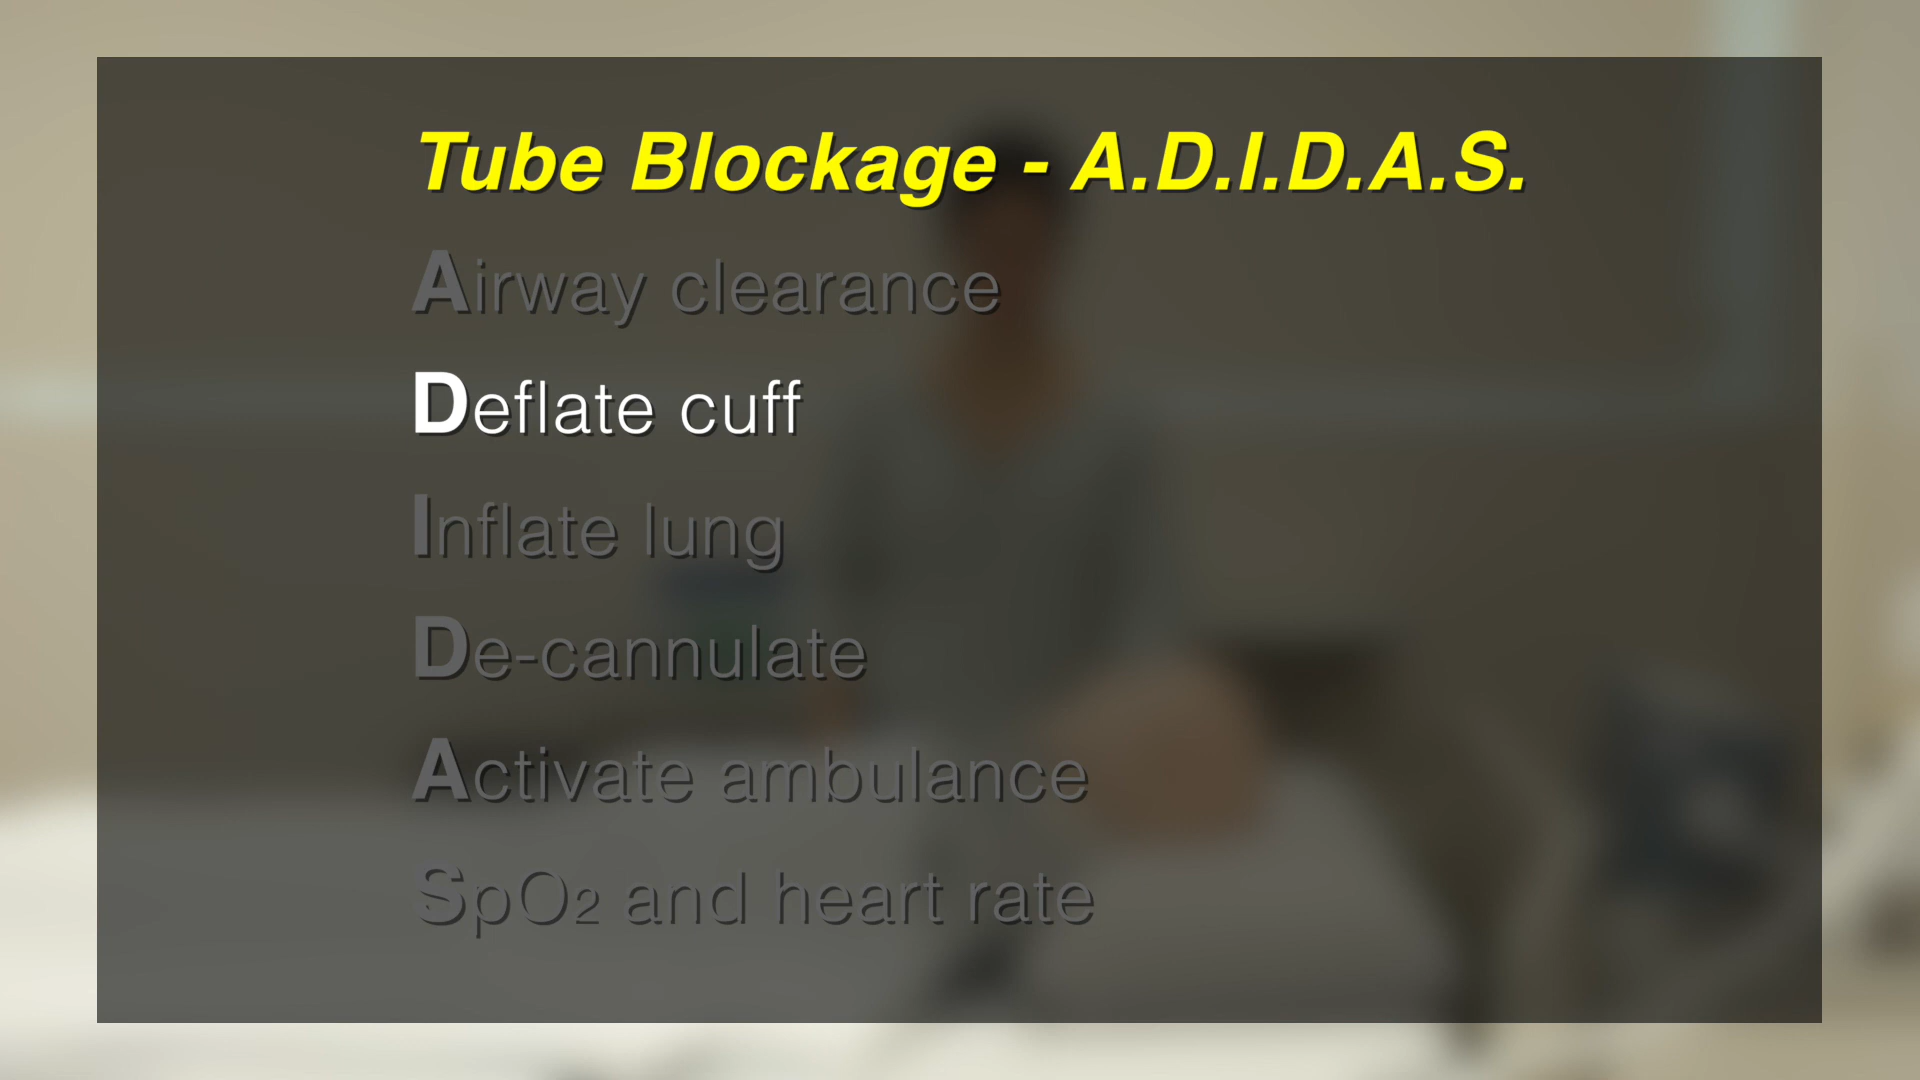 Tube Blockage - A.D.I.D.A.S.
Airway clearance
Deflate cuff
Inflate lung
De-cannulate
Activate ambulance
SpO2 and heart rate